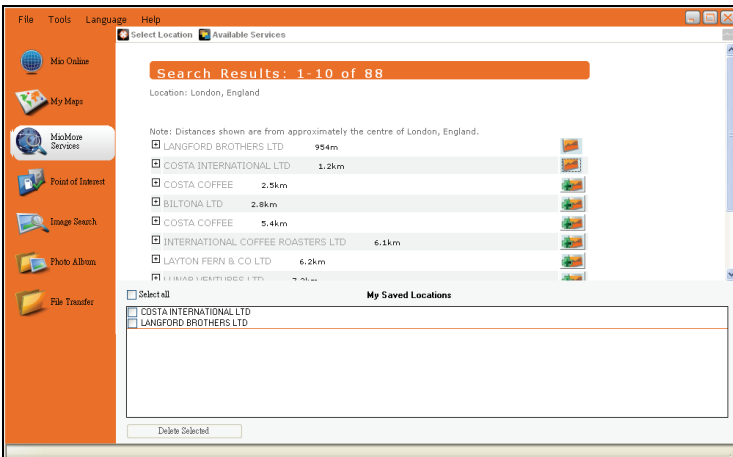 File Tools Language Help
Select Location Available Services
Mio Online
My Maps
MioMore
Services
Point of Interest
Image Search
Photo Album
File Transfer
Search Results: 1-10 of 88
Location: London, England
Note: Distances shown are from approximately the centre of London, England.
LANGFORD BROTHERS LTD 954m
COSTA INTERNATIONAL LTD 1.2km
COSTA COFFEE 2.5km
BILTONA LTD 2.8km
COSTA COFFEE 5.4km
INTERNATIONAL COFFEE ROASTERS LTD 6.1km
LAYTON FERN & CO LTD 6.2km
LUNAR VENTURES LTD
Select all My Saved Locations
COSTA INTERNATIONAL LTD
LANGFORD BROTHERS LTD
Delete Selected